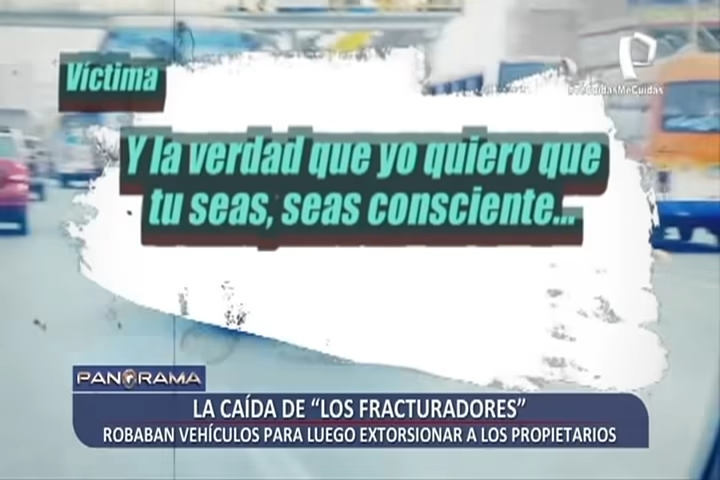 Víctima
Y la verdad que yo quiero que
tu seas, seas consciente...
PANORAMA
LA CAÍDA DE “LOS FRACTURADORES”
ROBABAN VEHÍCULOS PARA LUEGO EXTORSIONAR A LOS PROPIETARIOS